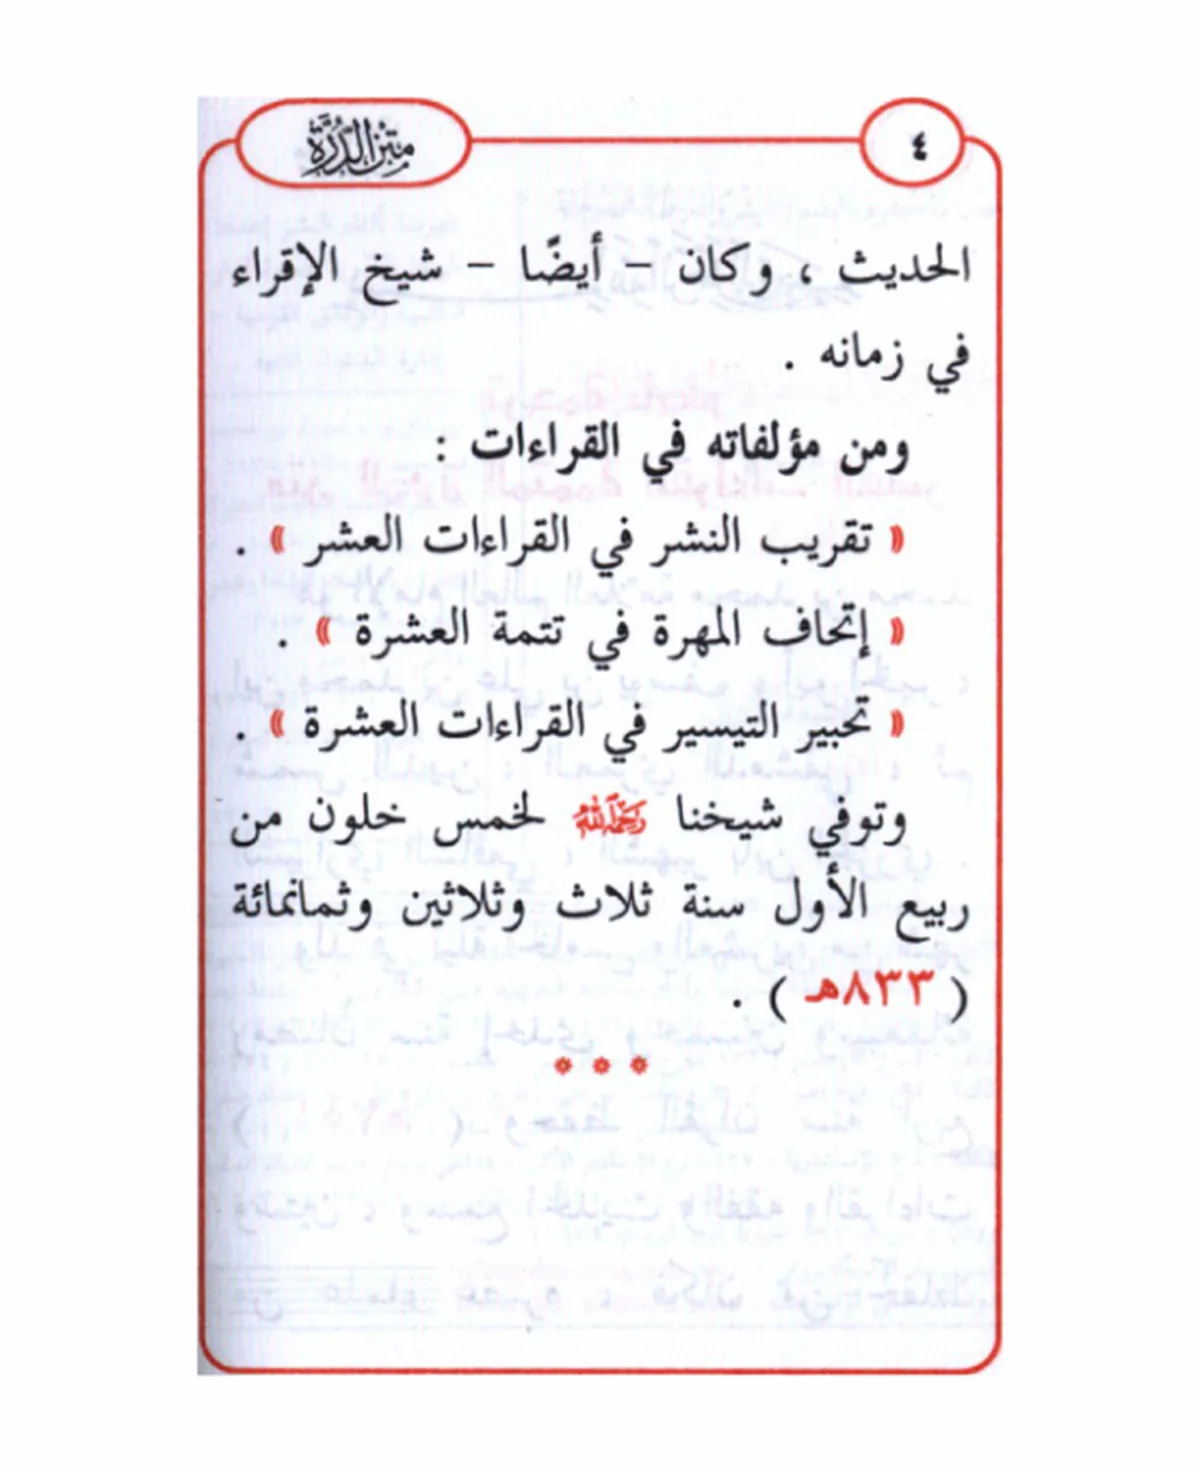 ٤
متن الدرة
الحديث ، وكان – أيضًا – شيخ الإقراء
في زمانه .
ومن مؤلفاته في القراءات :
« تقريب النشر في القراءات العشر » .
« إتحاف المهرة في تتمة العشرة » .
« تحبير التيسير في القراءات العشرة » .
وتوفي شيخنا رَحِمَهُ اللهُ لخمس خلون من
ربيع الأول سنة ثلاث وثلاثين وثمانمائة
( ٨٣٣هـ ) .
* * *